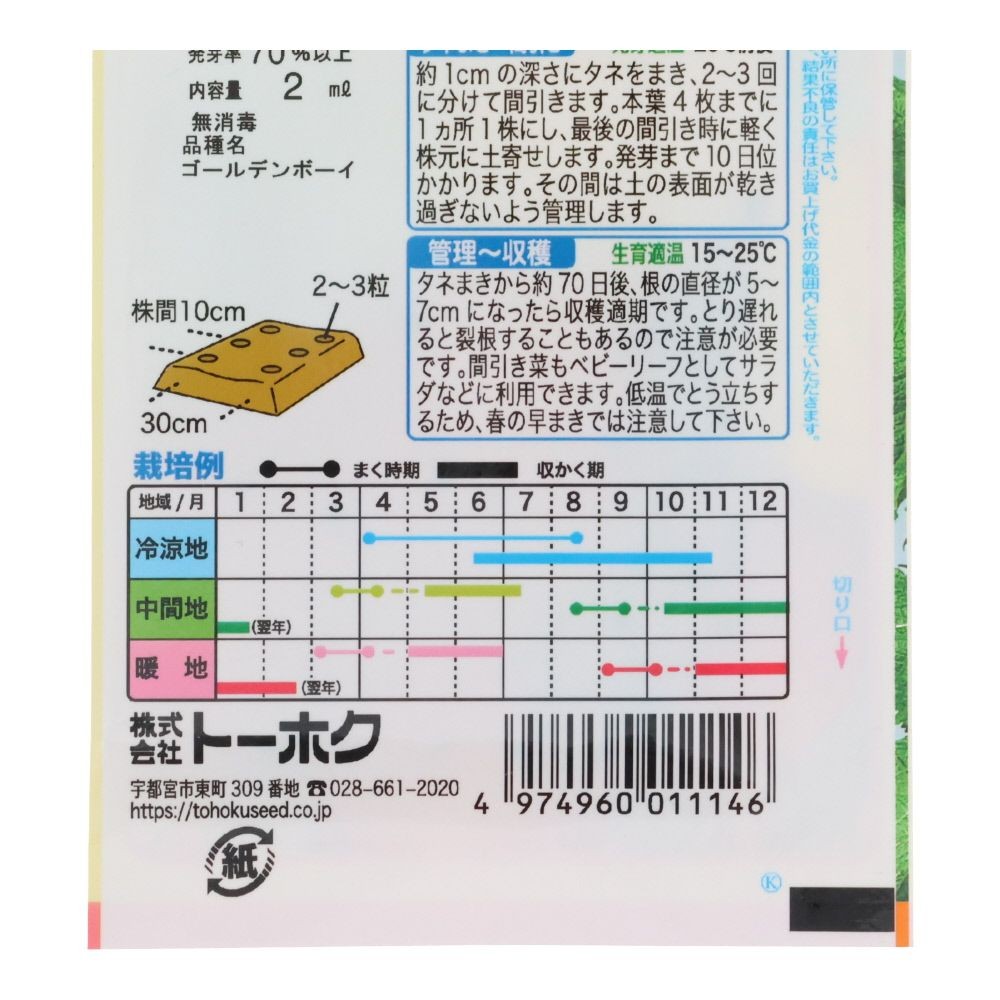 発芽率 70%以上
内容量 2 ml
無消毒
品種名
ゴールデンボーイ
約1cmの深さにタネをまき、2〜3回
に分けて間引きます。本葉4枚までに
1ヵ所1株にし、最後の間引き時に軽く
株元に土寄せします。発芽まで10日位
かかります。その間は土の表面が乾き
過ぎないよう管理します。
管理〜収穫 生育適温 15〜25℃
タネまきから約70日後、根の直径が5〜
7cmになったら収穫適期です。とり遅れ
ると裂根することもあるので注意が必要
です。間引き菜もベビーリーフとしてサラ
ダなどに利用できます。低温でとう立ちす
るため、春の早まきでは注意して下さい。
所に保管して下さい。
結果不良の責任はお買上げ代金の範囲内とさせていただきます。
2〜3粒
株間10cm
30cm
栽培例 まく時期 収かく期
地域/月 1 2 3 4 5 6 7 8 9 10 11 12
冷涼地
中間地
(翌年)
暖地
(翌年)
切り口
株式
会社
トーホク
宇都宮市東町309番地 ☎028-661-2020
https://tohokuseed.co.jp
4 974960 011146
紙
K